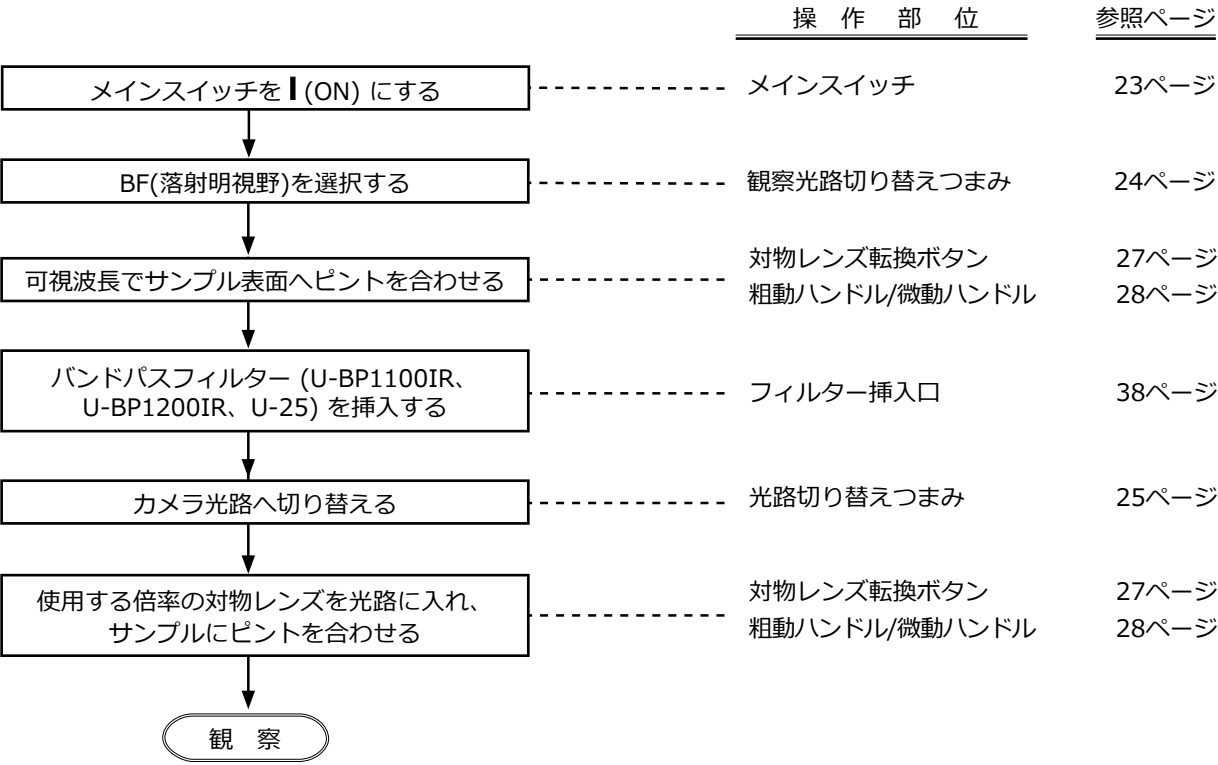 操 作 部 位 参照ページ
メインスイッチを I (ON) にする メインスイッチ 23ページ
BF(落射明視野)を選択する 観察光路切り替えつまみ 24ページ
可視波長でサンプル表面へピントを合わせる 対物レンズ転換ボタン 27ページ
粗動ハンドル/微動ハンドル 28ページ
バンドパスフィルター (U-BP1100IR、
U-BP1200IR、U-25) を挿入する フィルター挿入口 38ページ
カメラ光路へ切り替える 光路切り替えつまみ 25ページ
使用する倍率の対物レンズを光路に入れ、 対物レンズ転換ボタン 27ページ
サンプルにピントを合わせる 粗動ハンドル/微動ハンドル 28ページ
観 察